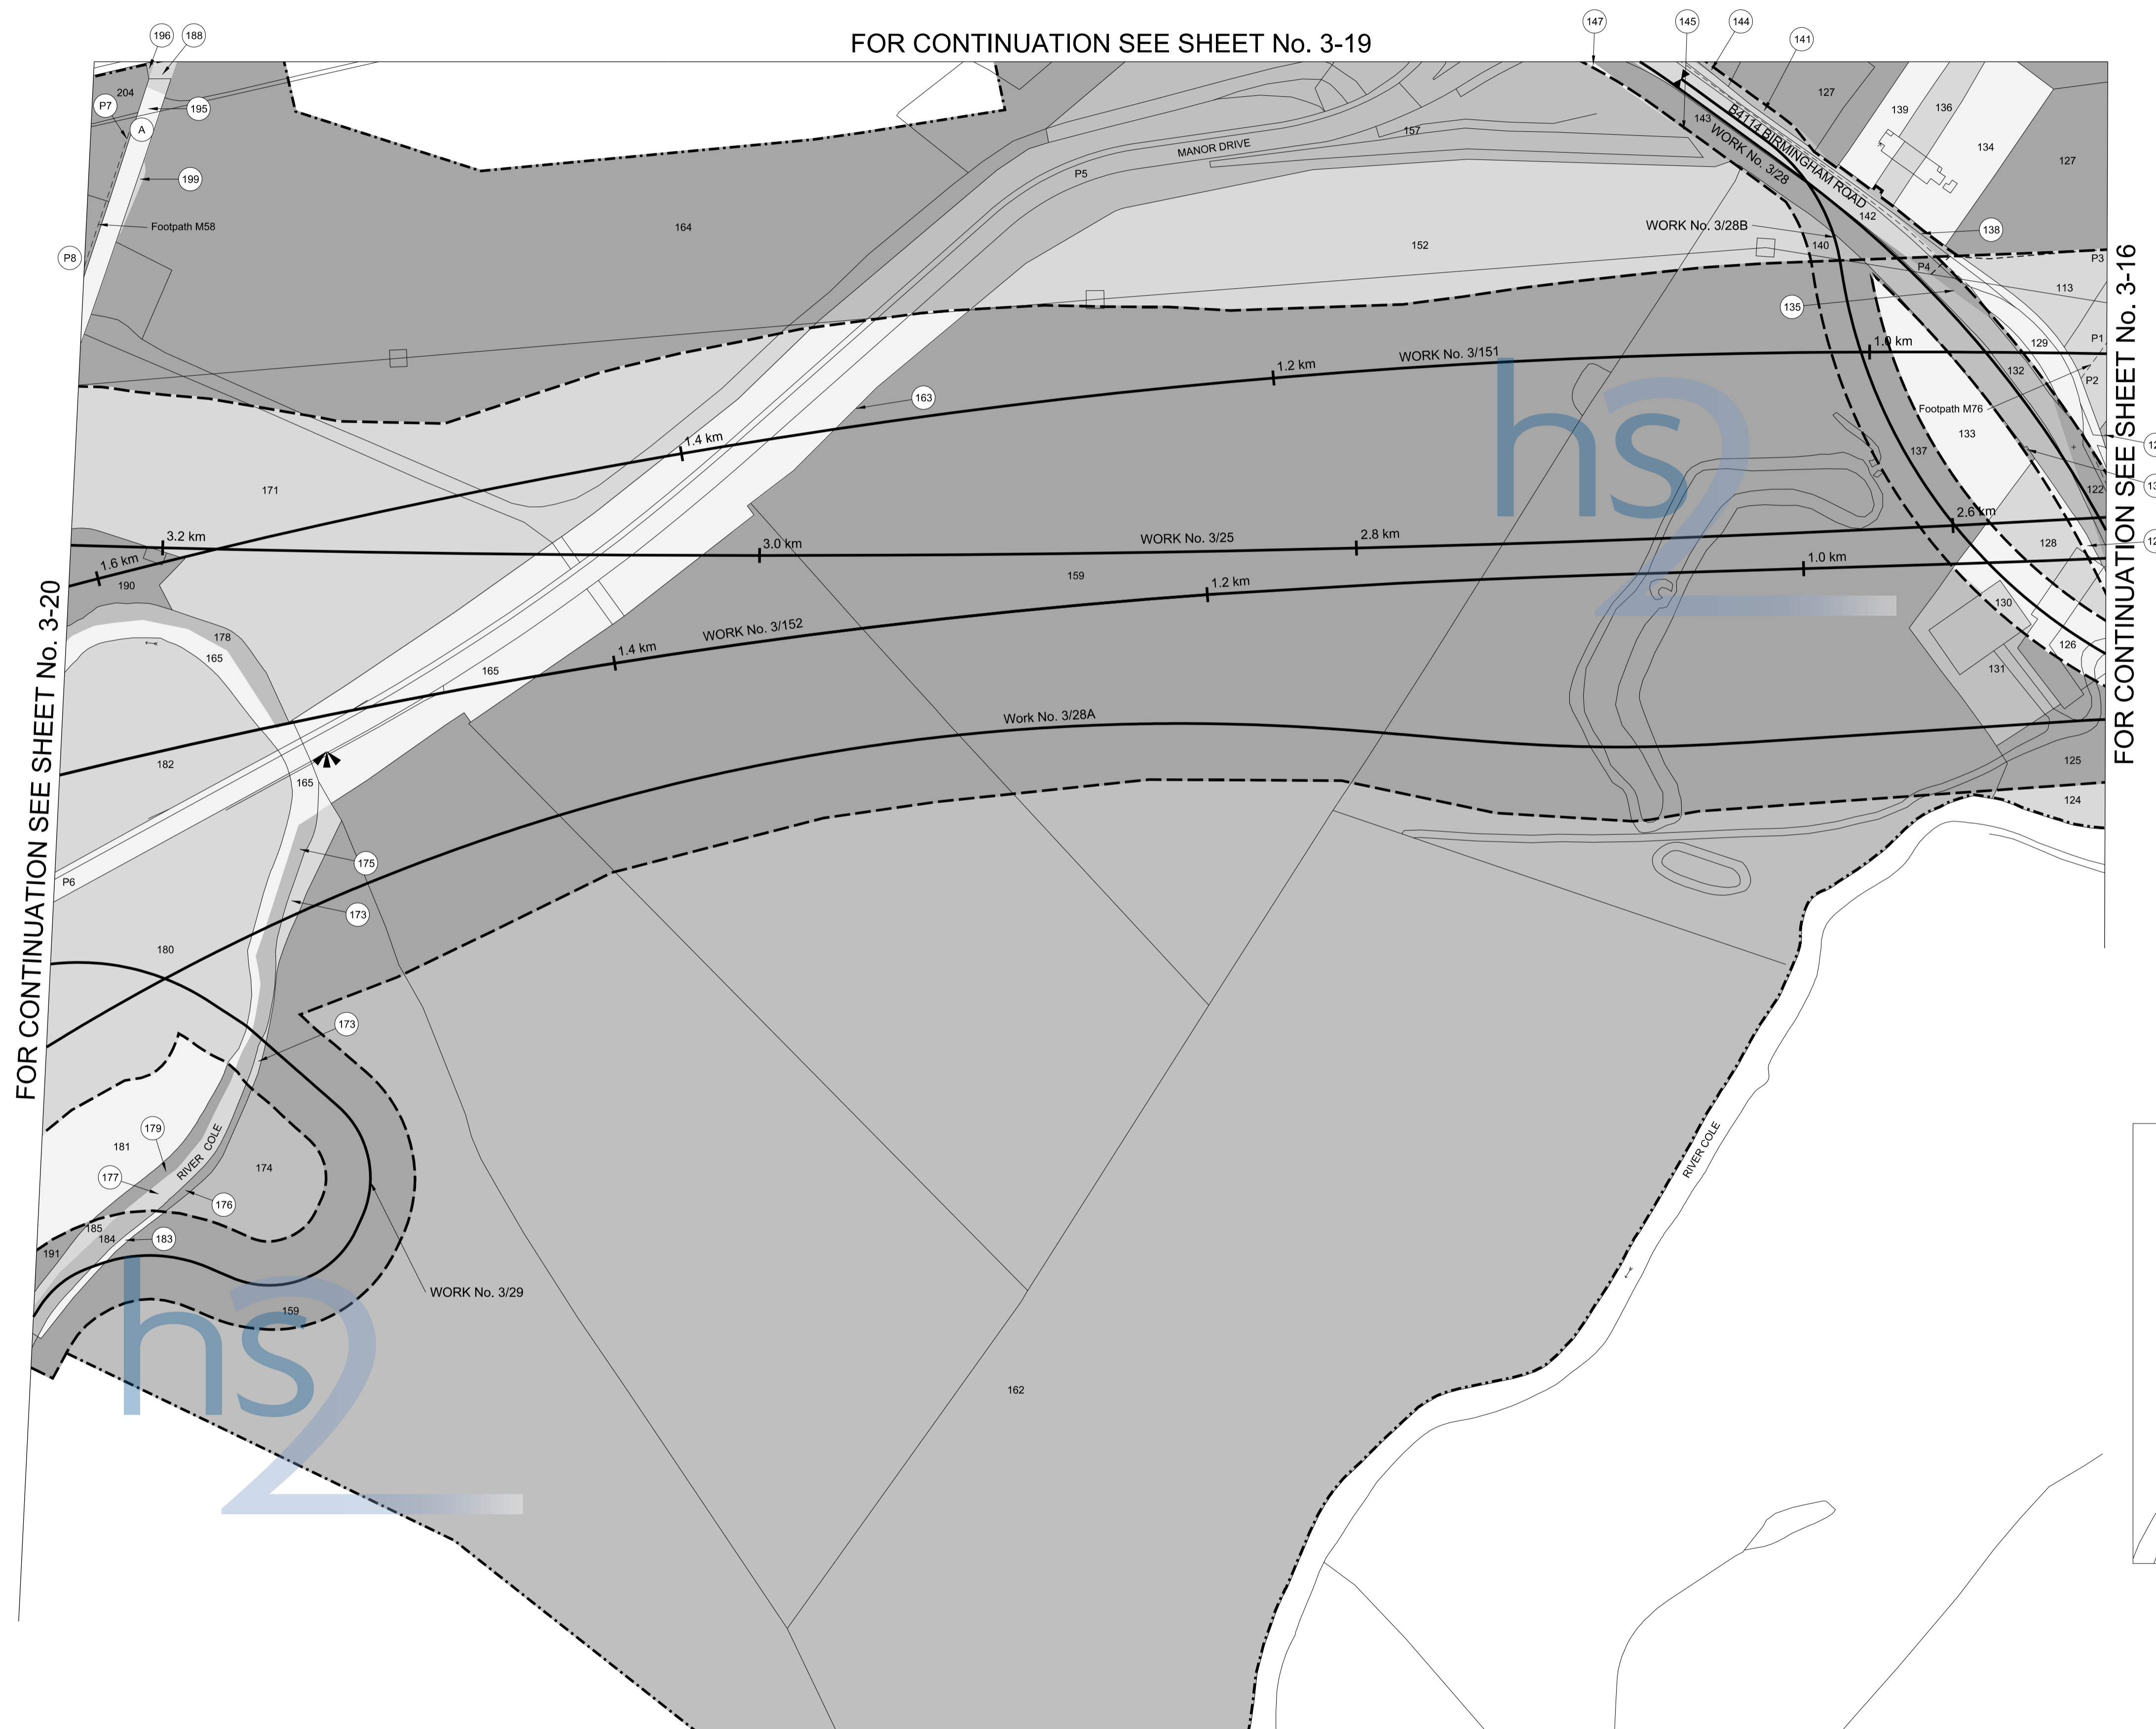 FOR CONTINUATION SEE SHEET No. 3-19
196
188
147
145
144
141
204
P7
195
A
199
Footpath M58
P8
164
MANOR DRIVE
P5
157
143
WORK No. 3/28
B4114 BIRMINGHAM ROAD
127
139
136
134
127
142
138
WORK No. 3/28B
140
152
P4
P3
113
135
129
P1
132
P2
Footpath M76
133
137
122
128
130
126
131
125
124
FOR CONTINUATION SEE SHEET No. 3-16
1.0 km
WORK No. 3/151
1.2 km
163
1.4 km
171
hs2
3.2 km
1.6 km
190
3.0 km
WORK No. 3/25
2.8 km
2.6 km
159
1.2 km
1.0 km
WORK No. 3/152
1.4 km
178
165
165
Work No. 3/28A
182
165
175
P6
173
180
173
FOR CONTINUATION SEE SHEET No. 3-20
181
179
RIVER COLE
174
177
176
185
184
183
191
WORK No. 3/29
159
hs2
162
RIVER COLE